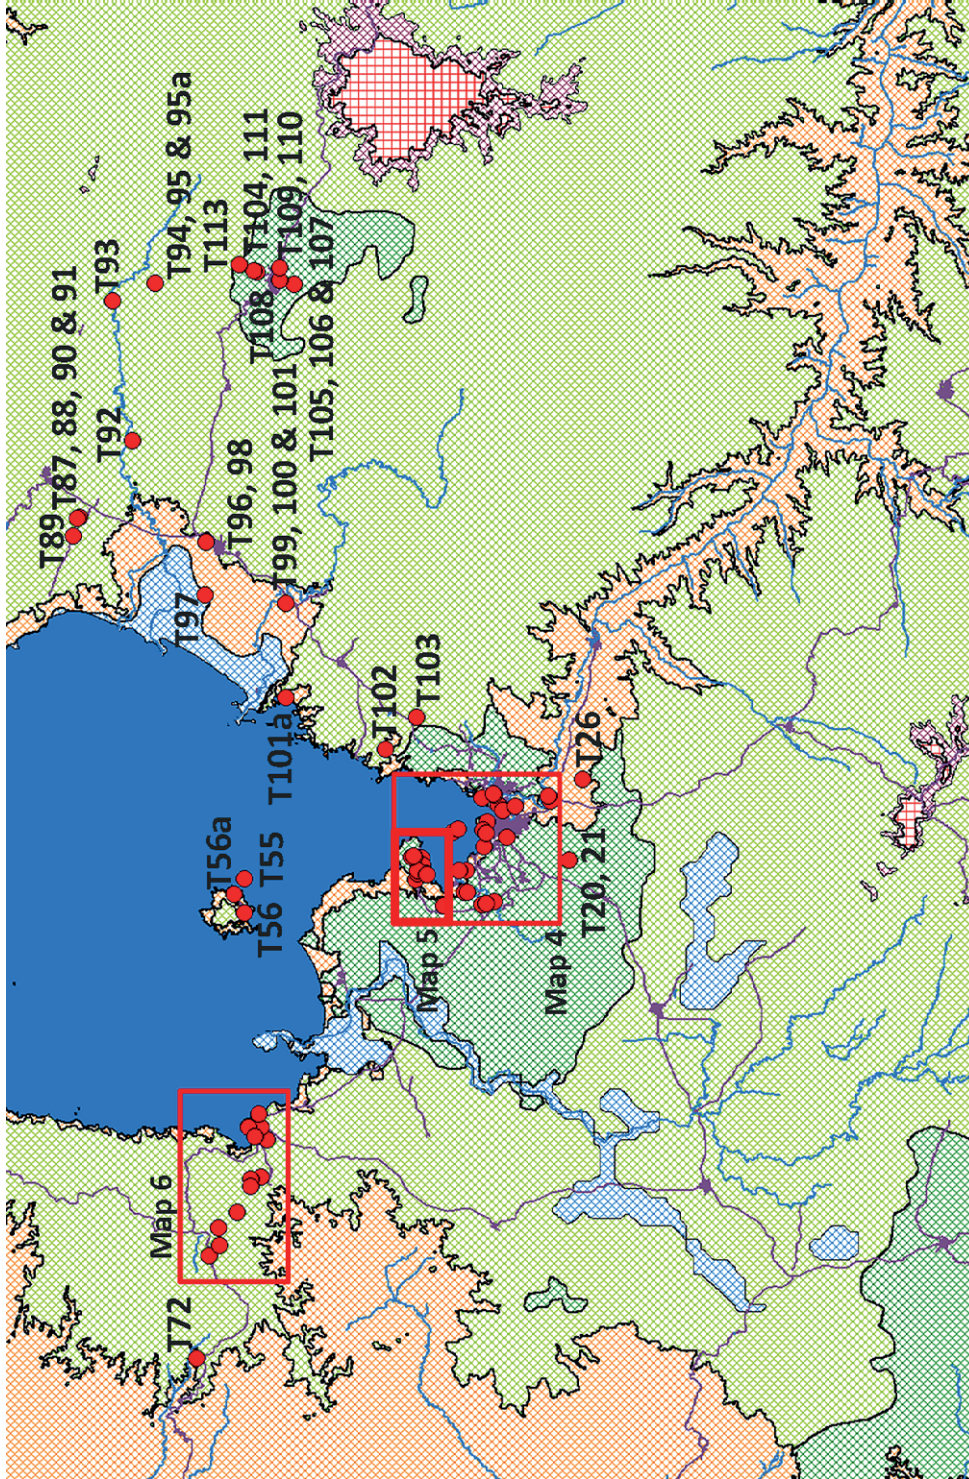 T89
T87, 88, 90 & 91
T92
T93
T94, 95 & 95a
T113
T104, 111
T108
T109, 110
T105, 106 & 107
T96, 98
T99, 100 & 101
T97
T101a
T102
T103
T56a
T56
T55
T26
T20, 21
Map 5
Map 4
Map 6
T72